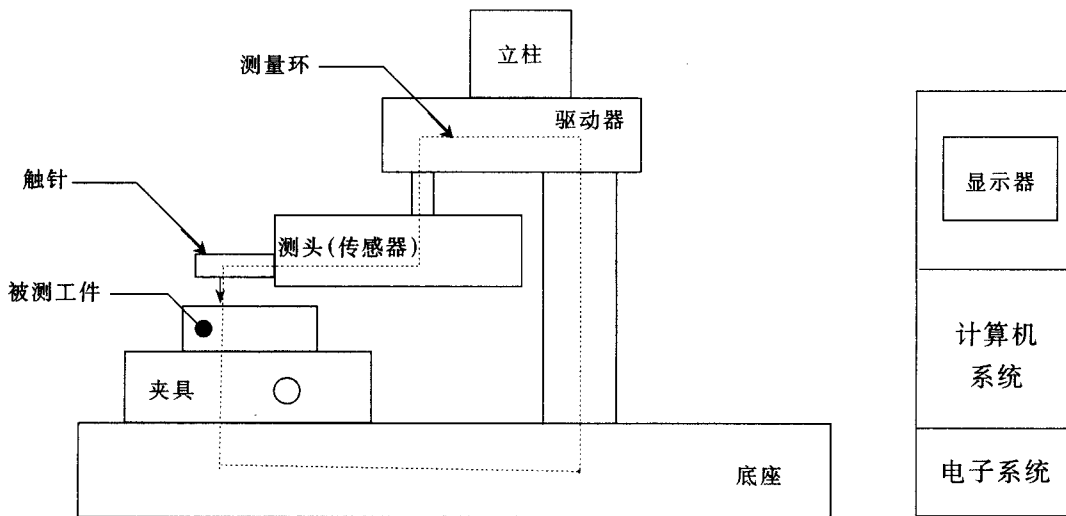 立柱
测量环
驱动器
触针
显示器
测头(传感器)
被测工件
计算机
系统
夹具
底座
电子系统